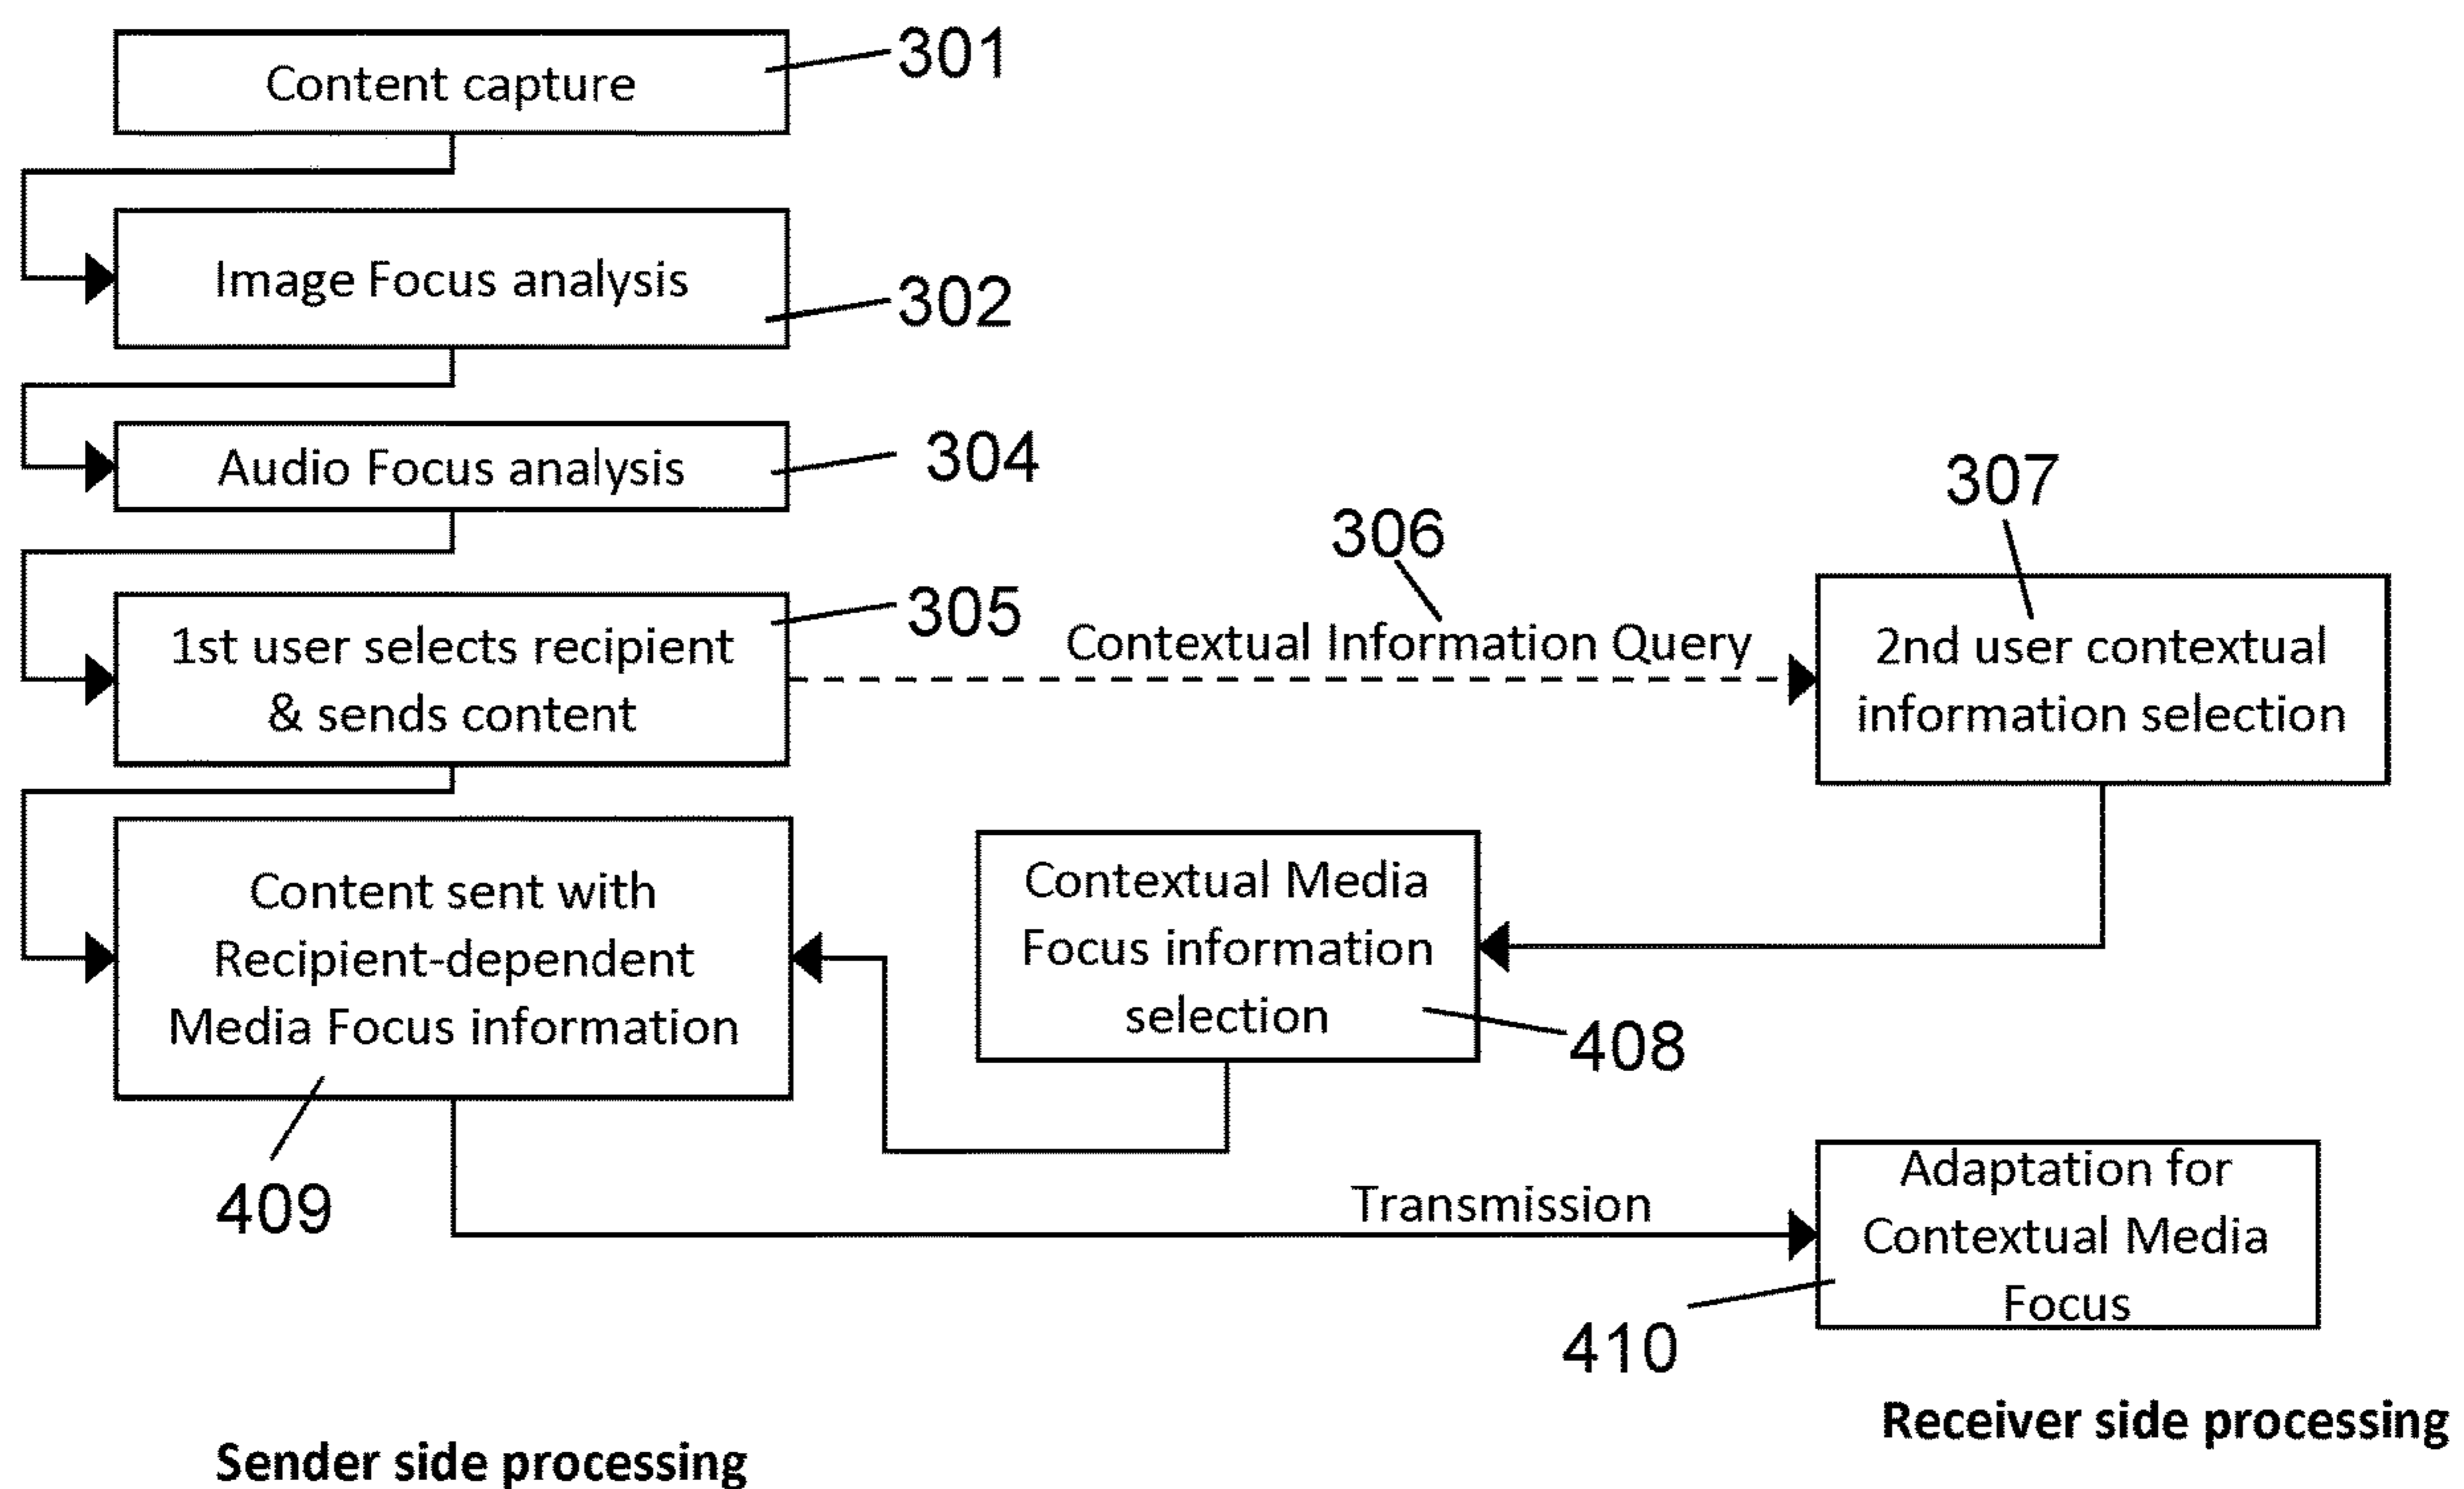 Content capture
301
Image Focus analysis
302
Audio Focus analysis
304
1st user selects recipient
& sends content
305
306
Contextual Information Query
307
2nd user contextual
information selection
Content sent with
Recipient-dependent
Media Focus information
409
Contextual Media
Focus information
selection
408
Transmission
Adaptation for
Contextual Media
Focus
410
Sender side processing
Receiver side processing